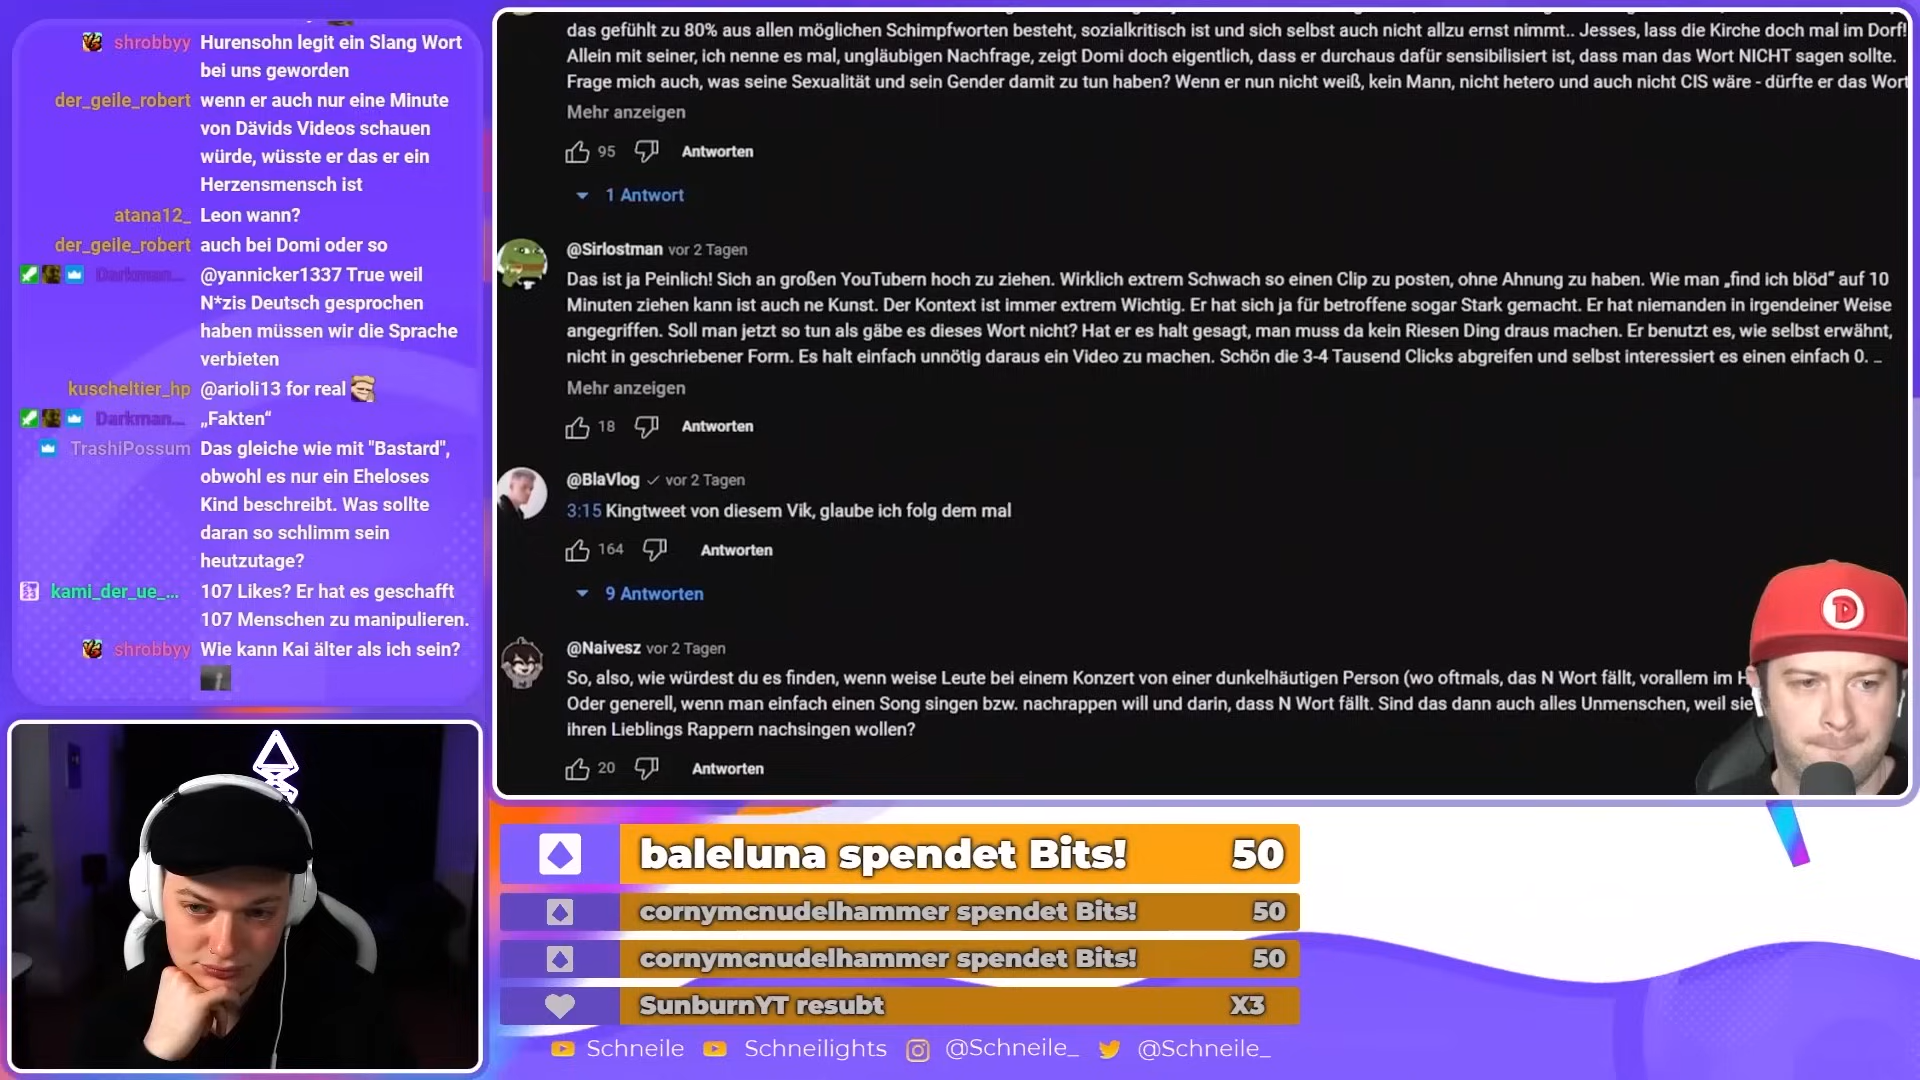 shrobbyy Hurensohn legit ein Slang Wort
bei uns geworden
der_geile_robert wenn er auch nur eine Minute
von Dävids Videos schauen
würde, wüsste er das er ein
Herzensmensch ist
atana12_ Leon wann?
der_geile_robert auch bei Domi oder so
Darkman... @yannicker1337 True weil
N*zis Deutsch gesprochen
haben müssen wir die Sprache
verbieten
kuscheltier_hp @arioli13 for real
Darkman... „Fakten“
TrashiPossum Das gleiche wie mit "Bastard",
obwohl es nur ein Eheloses
Kind beschreibt. Was sollte
daran so schlimm sein
heutzutage?
kami_der_ue_... 107 Likes? Er hat es geschafft
107 Menschen zu manipulieren.
shrobbyy Wie kann Kai älter als ich sein?
das gefühlt zu 80% aus allen möglichen Schimpfworten besteht, sozialkritisch ist und sich selbst auch nicht allzu ernst nimmt.. Jesses, lass die Kirche doch mal im Dorf!
Allein mit seiner, ich nenne es mal, ungläubigen Nachfrage, zeigt Domi doch eigentlich, dass er durchaus dafür sensibilisiert ist, dass man das Wort NICHT sagen sollte.
Frage mich auch, was seine Sexualität und sein Gender damit zu tun haben? Wenn er nun nicht weiß, kein Mann, nicht hetero und auch nicht CIS wäre - dürfte er das Wort
Mehr anzeigen
95 Antworten
1 Antwort
@Sirlostman vor 2 Tagen
Das ist ja Peinlich! Sich an großen YouTubern hoch zu ziehen. Wirklich extrem Schwach so einen Clip zu posten, ohne Ahnung zu haben. Wie man „find ich blöd“ auf 10
Minuten ziehen kann ist auch ne Kunst. Der Kontext ist immer extrem Wichtig. Er hat sich ja für betroffene sogar Stark gemacht. Er hat niemanden in irgendeiner Weise
angegriffen. Soll man jetzt so tun als gäbe es dieses Wort nicht? Hat er es halt gesagt, man muss da kein Riesen Ding draus machen. Er benutzt es, wie selbst erwähnt,
nicht in geschriebener Form. Es halt einfach unnötig daraus ein Video zu machen. Schön die 3-4 Tausend Clicks abgreifen und selbst interessiert es einen einfach 0. ...
Mehr anzeigen
18 Antworten
@BlaVlog vor 2 Tagen
3:15 Kingtweet von diesem Vik, glaube ich folg dem mal
164 Antworten
9 Antworten
@Naivesz vor 2 Tagen
So, also, wie würdest du es finden, wenn weise Leute bei einem Konzert von einer dunkelhäutigen Person (wo oftmals, das N Wort fällt, vorallem im H
Oder generell, wenn man einfach einen Song singen bzw. nachrappen will und darin, dass N Wort fällt. Sind das dann auch alles Unmenschen, weil sie
ihren Lieblings Rappern nachsingen wollen?
20 Antworten
D
baleluna spendet Bits! 50
cornymcnudelhammer spendet Bits! 50
cornymcnudelhammer spendet Bits! 50
SunburnYT resubt X3
Schneile Schneilights @Schneile_ @Schneile_